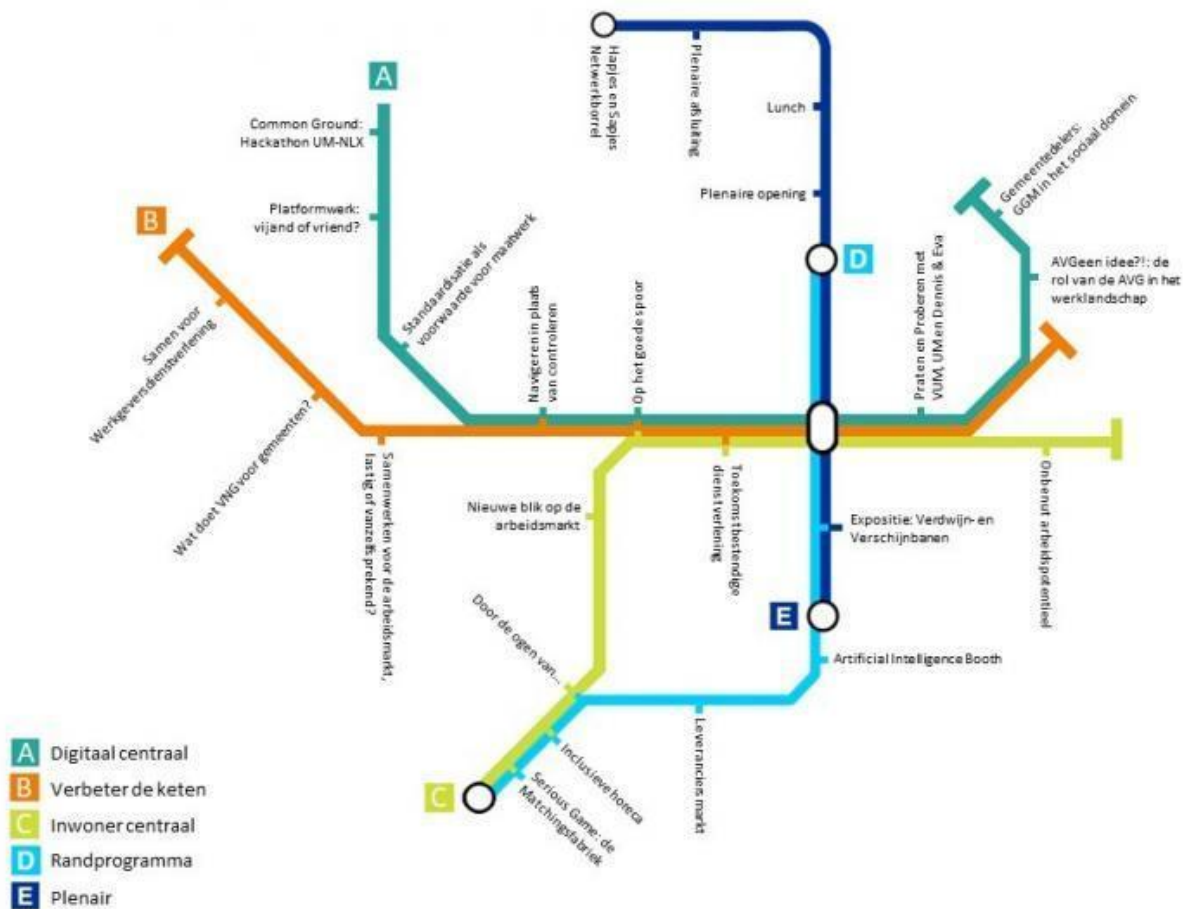 A
Common Ground:
Hackathon UM-NLX
Platformwerk:
vijand of vriend?
Standaardisatie als
voorwaarde voor maatwerk
B
Samen voor
Werkgeversdienstverlening
Wat doet VNG voor gemeenten?
Samenwerken voor de arbeidsmarkt,
lastig of vanzelfsprekend?
Navigeren in plaats
van controleren
Op het goede spoor
Hapjes en Sapjes
Netwerkborrel
Plenaire afsluiting
Lunch
Plenaire opening
D
Praten en Proberen met
VUM, UM en Dennis & Eva
Gemeentedelers:
GGM in het sociaal domein
AVGeen idee?!: de
rol van de AVG in het
werklandschap
Nieuwe blik op de
arbeidsmarkt
Toekomstbestendige
dienstverlening
Expositie: Verdwijn- en
Verschijnbanen
Onbenut arbeidspotentieel
E
Artificial Intelligence Booth
Door de ogen van...
Leveranciersmarkt
Inclusieve horeca
Serious Game: de
Matchingsfabriek
C
A Digitaal centraal
B Verbeter de keten
C Inwoner centraal
D Randprogramma
E Plenair